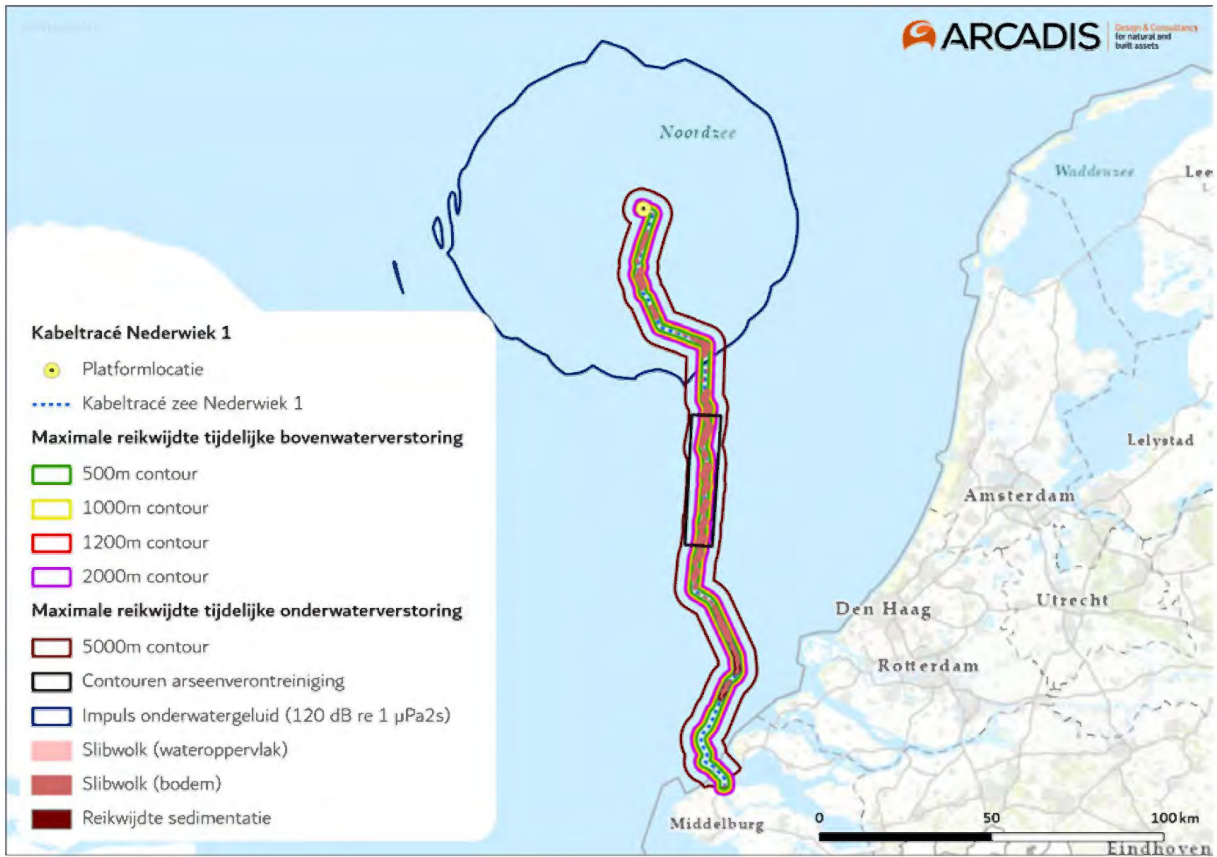 ARCADIS
Design & Consultancy
for natural and
built assets
Noordzee
Waddenzee
Lee
L
Kabeltracé Nederwiek 1
Platformlocatie
Kabeltracé zee Nederwiek 1
Maximale reikwijdte tijdelijke bovenwaterverstoring
500m contour
1000m contour
1200m contour
2000m contour
Maximale reikwijdte tijdelijke onderwaterverstoring
5000m contour
Contouren arseenverontreiniging
Impuls onderwatergeluid (120 dB re 1 µPa2s)
Slibwolk (wateroppervlak)
Slibwolk (bodem)
Reikwijdte sedimentatie
Lelystad
Amsterdam
Utrecht
Den Haag
Rotterdam
Middelburg
0 50 100 km
Eindhoven